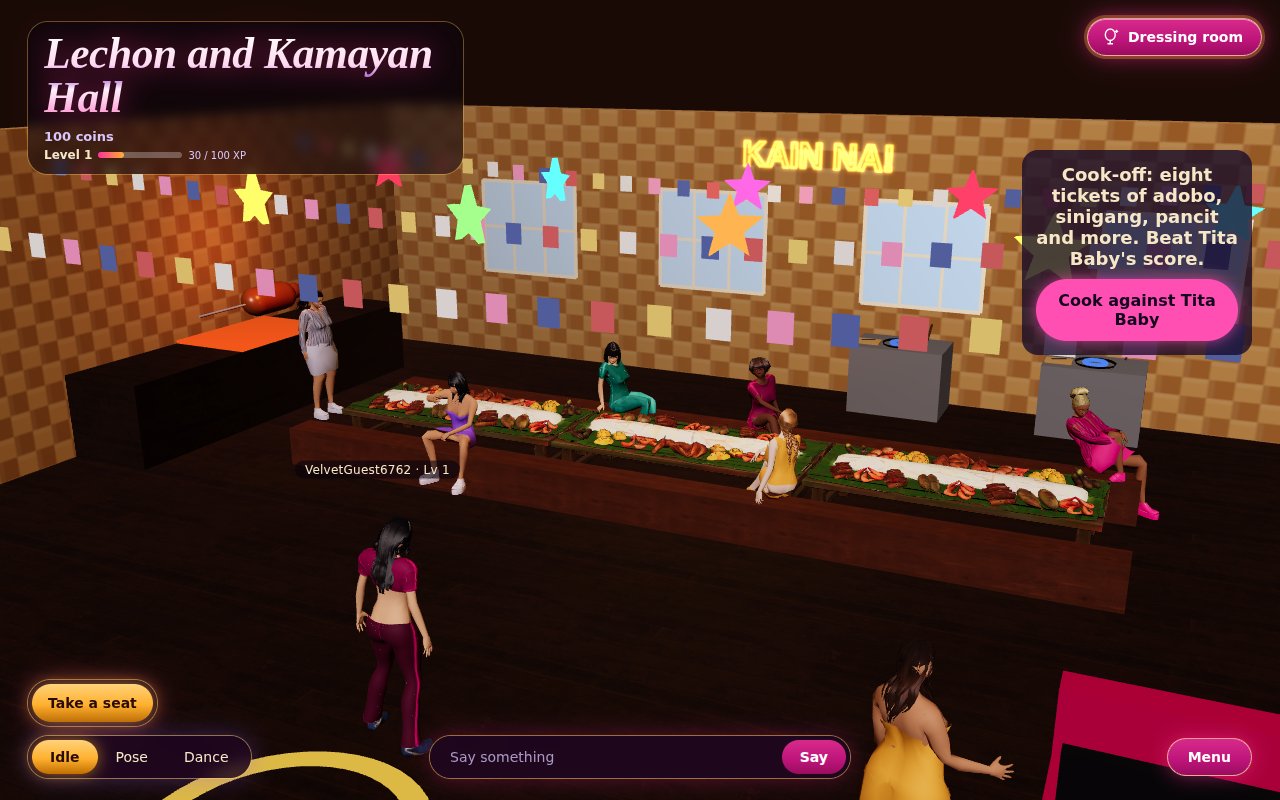 Lechon and Kamayan
Hall
100 coins
Level 1 30 / 100 XP
Dressing room
KAIN NA!
Cook-off: eight
tickets of adobo,
sinigang, pancit
and more. Beat Tita
Baby's score.
Cook against Tita
Baby
VelvetGuest6762 · Lv 1
Take a seat
Idle Pose Dance
Say something
Say
Menu